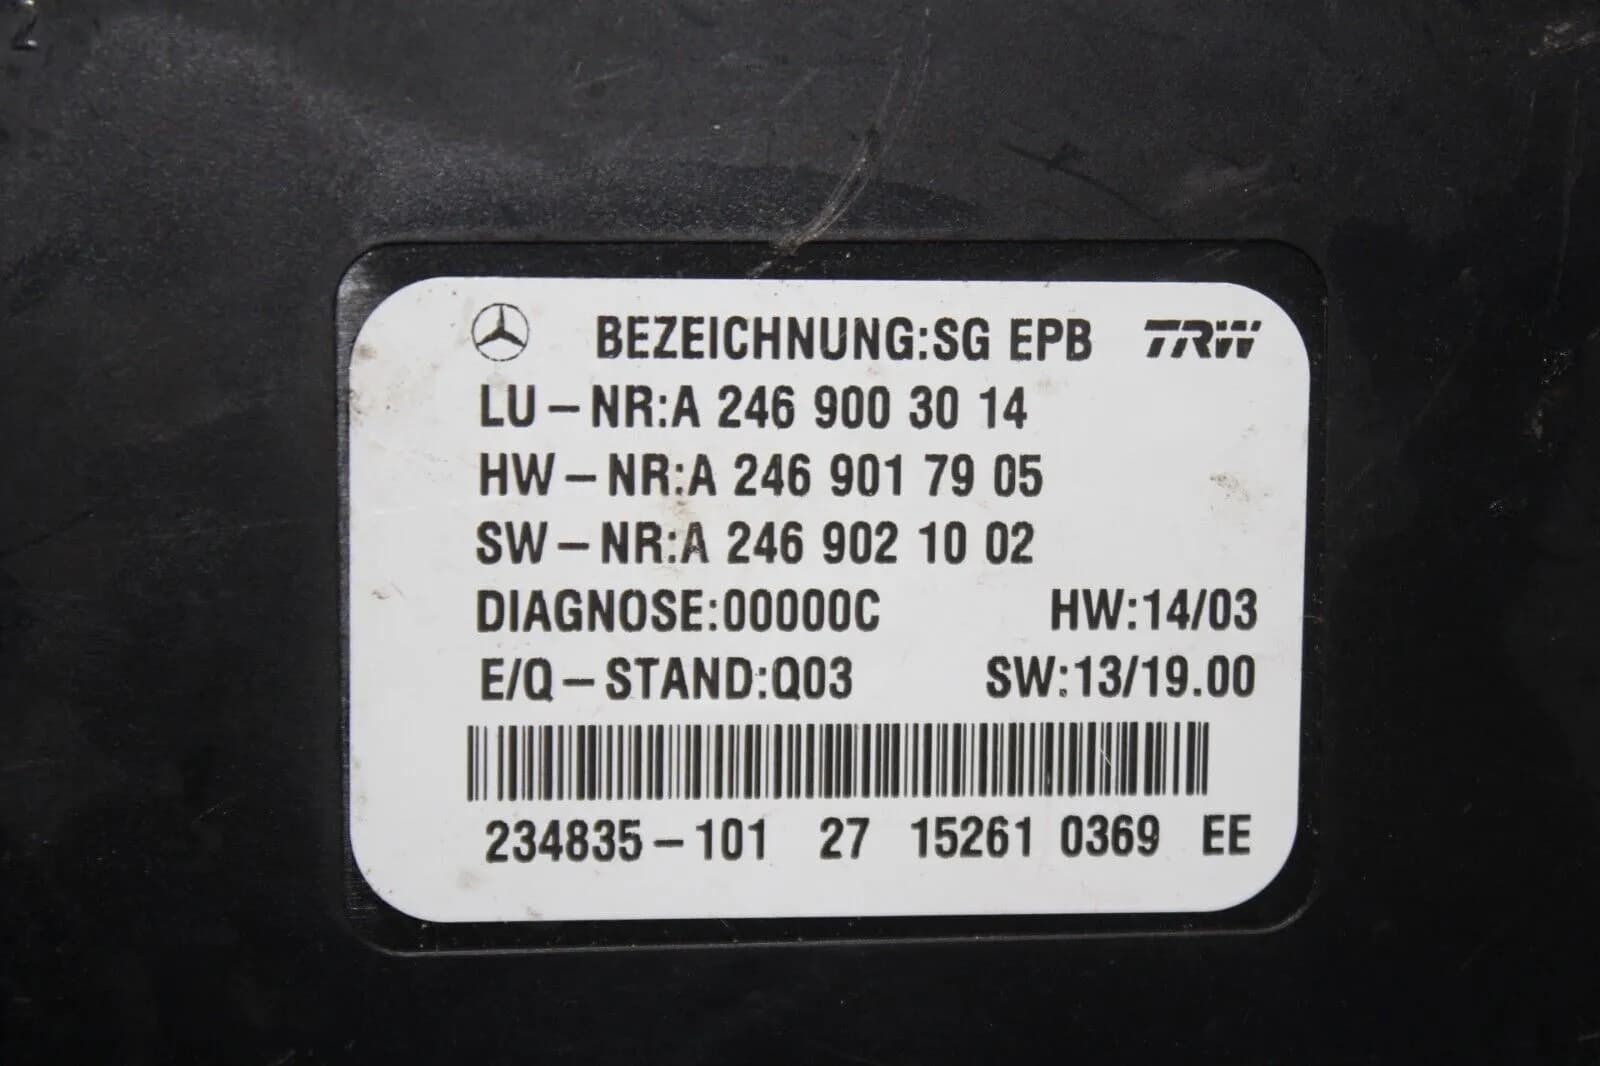 2
BEZEICHNUNG:SG EPB TRW
LU-NR:A 246 900 30 14
HW-NR:A 246 901 79 05
SW-NR:A 246 902 10 02
DIAGNOSE:00000C HW:14/03
E/Q-STAND:Q03 SW:13/19.00
234835-101 27 15261 0369 EE